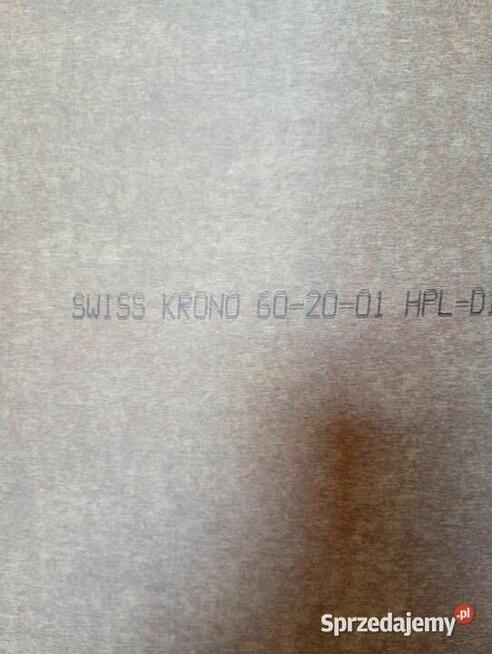 SWISS KRONO 60-20-01 HPL-D
Sprzedajemy.pl